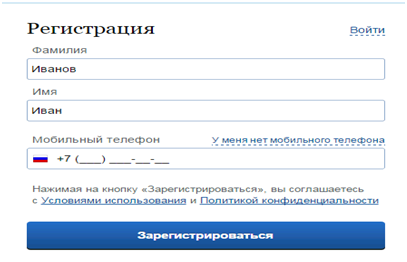 Регистрация
Войти
Фамилия
Иванов
Имя
Иван
Мобильный телефон
У меня нет мобильного телефона
+7 (___) ___-__-__
Нажимая на кнопку «Зарегистрироваться», вы соглашаетесь
с Условиями использования и Политикой конфиденциальности
Зарегистрироваться